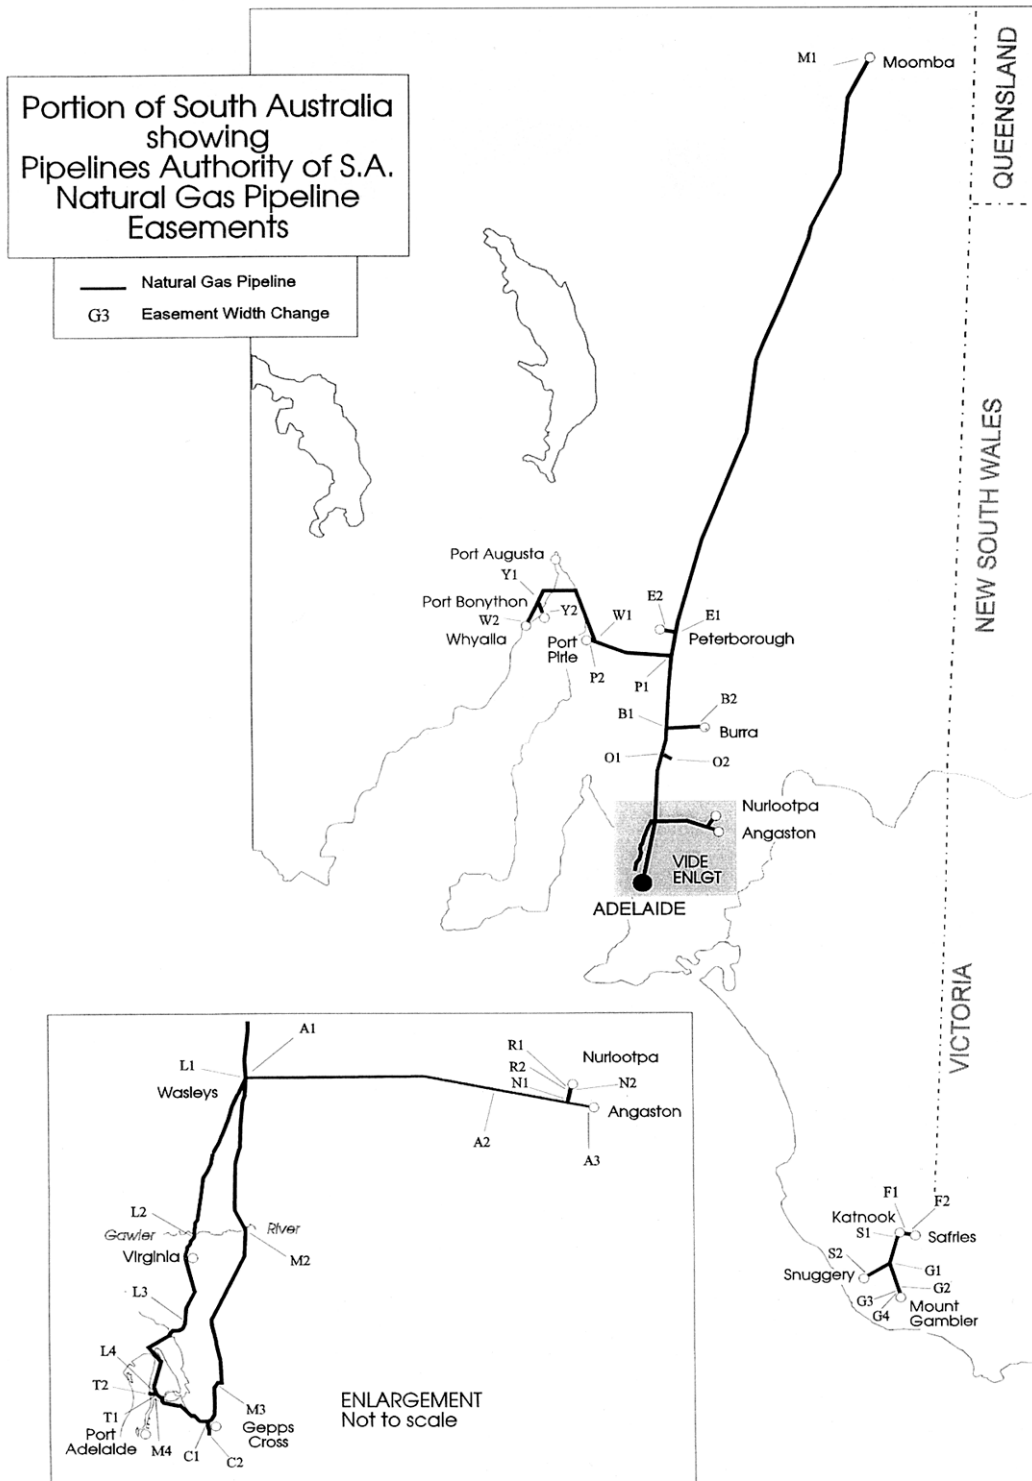 Portion of South Australia
showing
Pipelines Authority of S.A.
Natural Gas Pipeline
Easements
Natural Gas Pipeline
G3 Easement Width Change
M1
Moomba
QUEENSLAND
NEW SOUTH WALES
VICTORIA
Port Augusta
Y1
Port Bonython
Y2
W2
Whyalla
W1
Port
Pirie
P2
E2
E1
Peterborough
P1
B2
B1
Burra
O1
O2
Nurlootpa
Angaston
VIDE
ENLGT
ADELAIDE
A1
L1
Wasleys
R1
R2
N1
Nurlootpa
N2
Angaston
A2
A3
L2
Gawler
River
Virginia
M2
L3
L4
T2
T1
Port
Adelaide
M4
M3
Gepps
Cross
C1
C2
ENLARGEMENT
Not to scale
F1
F2
Katnook
S1
Safries
S2
Snuggery
G1
G2
G3
G4
Mount
Gambier